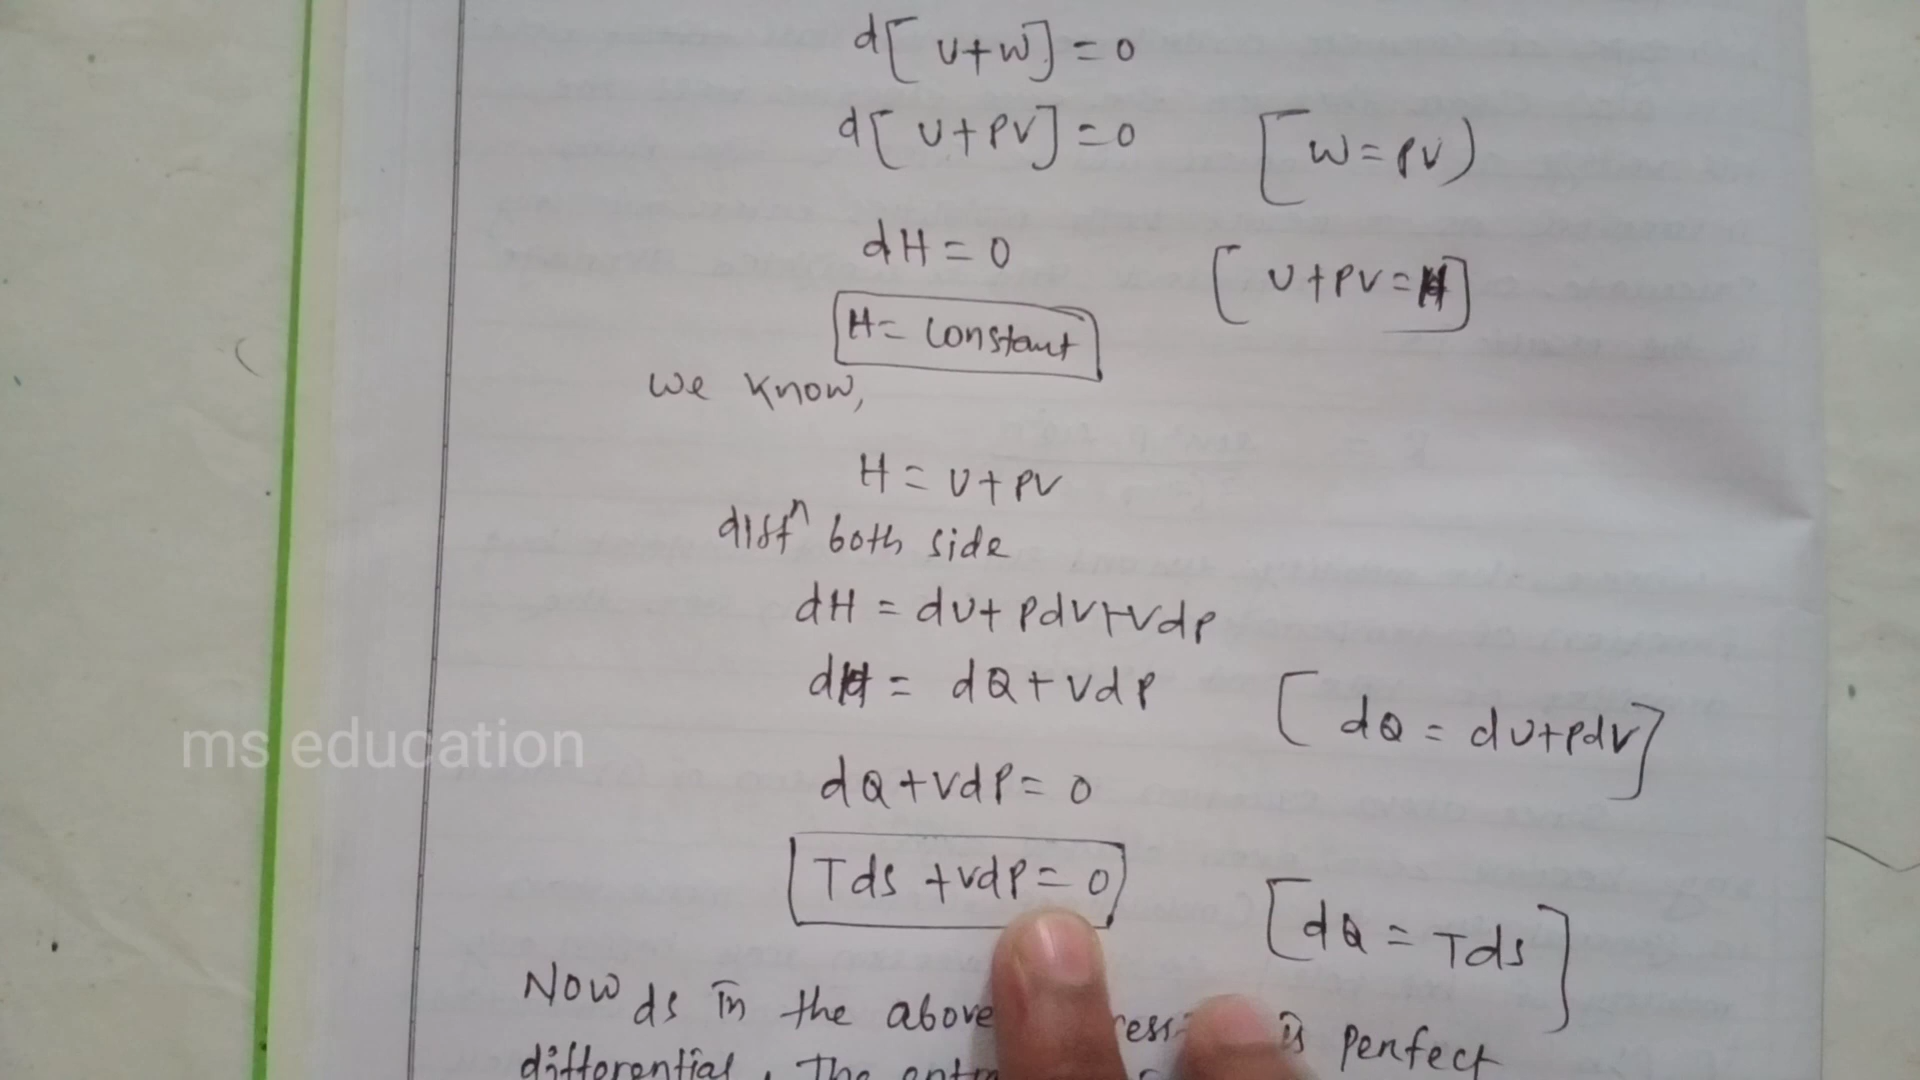 d[U+W]=0
d[U+PV]=0 [W=PV)
dH=0 [U+PV=H]
H= constant
We know,
H=U+PV
diffⁿ both side
dH = dU+PdV+VdP
dH = dQ+VdP [dQ = dU+PdV]
ms education
dQ+VdP=0
Tds +VdP=0 [dQ = Tds]
Now ds in the above is perfect
differential. The